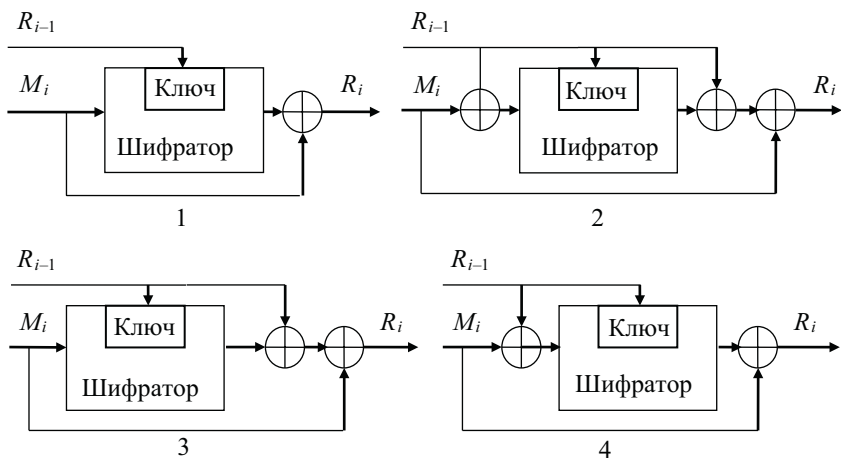 R_{i–1}
M_i
Ключ
R_i
Шифратор
1
R_{i–1}
M_i
Ключ
R_i
Шифратор
2
R_{i–1}
M_i
Ключ
R_i
Шифратор
3
R_{i–1}
M_i
Ключ
R_i
Шифратор
4